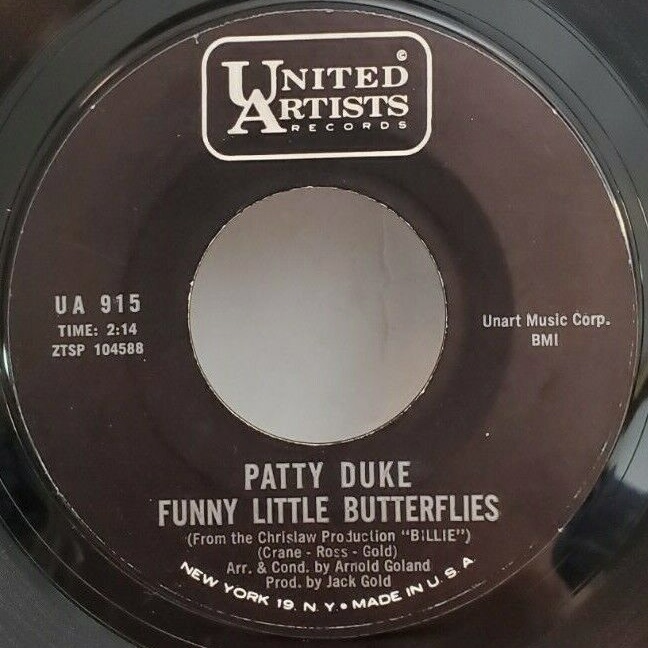 ©
UNITED
ARTISTS
RECORDS
UA 915
TIME: 2:14
ZTSP 104588
Unart Music Corp.
BMI
PATTY DUKE
FUNNY LITTLE BUTTERFLIES
(From the Chrislaw Production "BILLIE")
(Crane - Ross - Gold)
Arr. & Cond. by Arnold Goland
Prod. by Jack Gold
NEW YORK 19, N.Y. • MADE IN U.S.A.